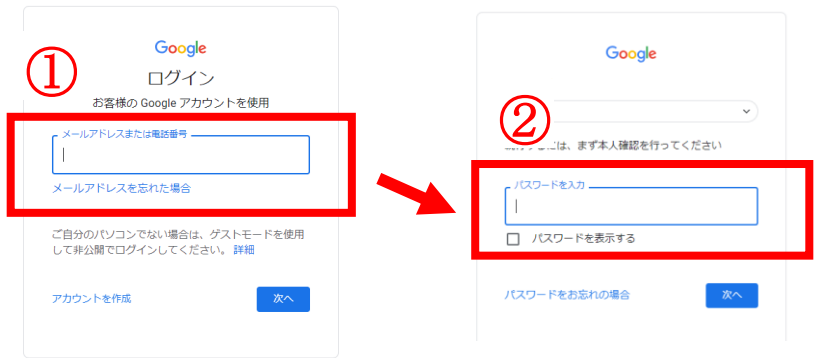 ①
Google
ログイン
お客様の Google アカウントを使用
メールアドレスまたは電話番号
メールアドレスを忘れた場合
ご自分のパソコンでない場合は、ゲストモードを使用
して非公開でログインしてください。 詳細
アカウントを作成
次へ
②
Google
には、まず本人確認を行ってください
パスワードを入力
パスワードを表示する
パスワードをお忘れの場合
次へ